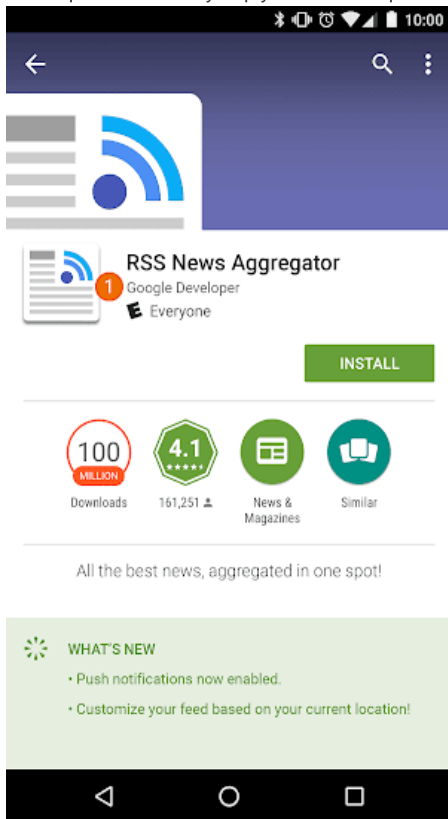 10:00
RSS News Aggregator
1
Google Developer
E Everyone
INSTALL
100
MILLION
4.1
Downloads
161,251
News &
Magazines
Similar
All the best news, aggregated in one spot!
WHAT'S NEW
• Push notifications now enabled.
• Customize your feed based on your current location!